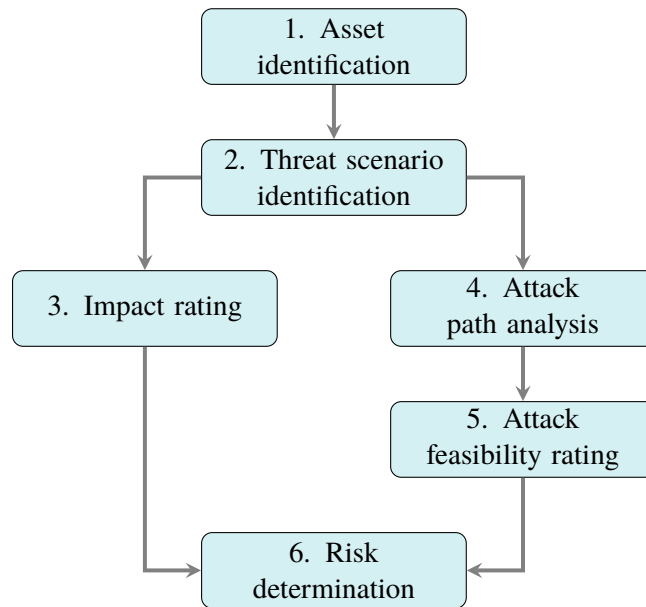 1. Asset
identification
2. Threat scenario
identification
3. Impact rating
4. Attack
path analysis
5. Attack
feasibility rating
6. Risk
determination